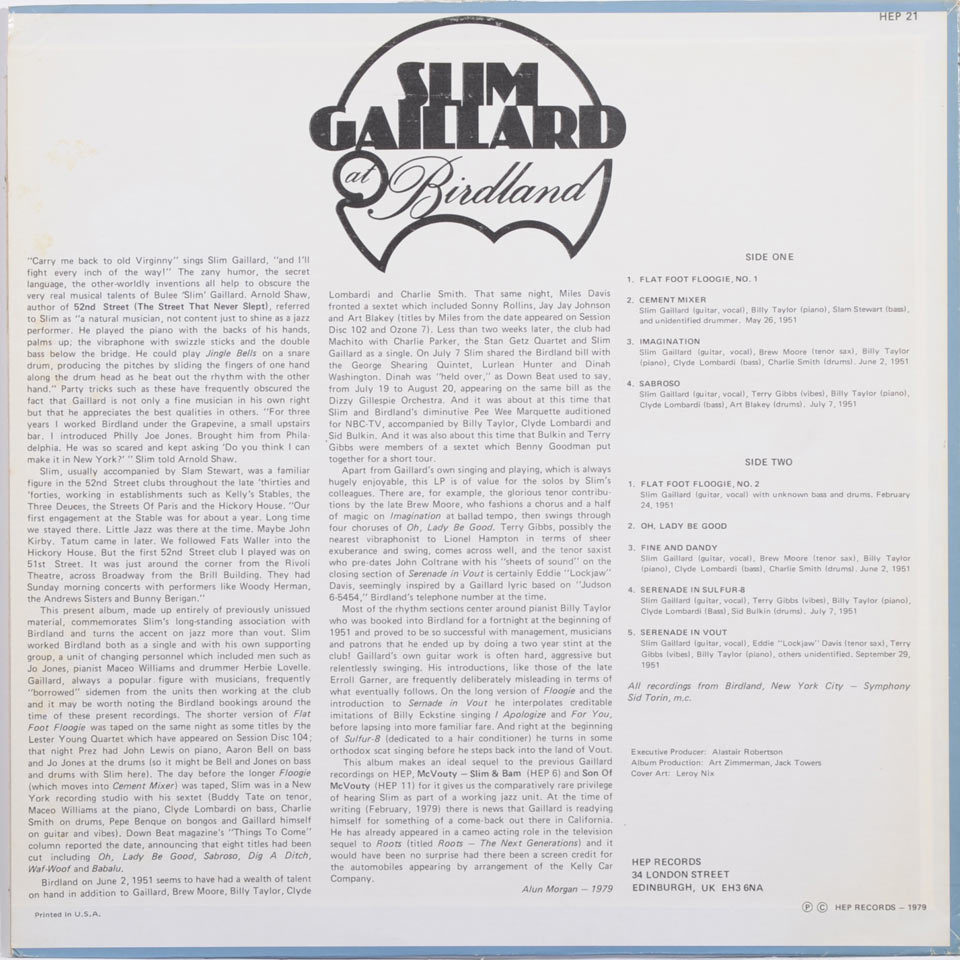 HEP 21
SLIM
GAILLARD
at Birdland
"Carry me back to old Virginny" sings Slim Gaillard, "and I'll
fight every inch of the way!" The zany humor, the secret
language, the other-worldly inventions all help to obscure the
very real musical talents of Bulee 'Slim' Gaillard. Arnold Shaw,
author of 52nd Street (The Street That Never Slept), referred
to Slim as "a natural musician, not content just to shine as a jazz
performer. He played the piano with the backs of his hands,
palms up; the vibraphone with swizzle sticks and the double
bass below the bridge. He could play Jingle Bells on a snare
drum, producing the pitches by sliding the fingers of one hand
along the drum head as he beat out the rhythm with the other
hand." Party tricks such as these have frequently obscured the
fact that Gaillard is not only a fine musician in his own right
but that he appreciates the best qualities in others. "For three
years I worked Birdland under the Grapevine, a small upstairs
bar. I introduced Philly Joe Jones. Brought him from Phila-
delphia. He was so scared and kept asking 'Do you think I can
make it in New York?' " Slim told Arnold Shaw.
Slim, usually accompanied by Slam Stewart, was a familiar
figure in the 52nd Street clubs throughout the late 'thirties and
'forties, working in establishments such as Kelly's Stables, the
Three Deuces, the Streets Of Paris and the Hickory House. "Our
first engagement at the Stable was for about a year. Long time
we stayed there. Little Jazz was there at the time. Maybe John
Kirby. Tatum came in later. We followed Fats Waller into the
Hickory House. But the first 52nd Street club I played was on
51st Street. It was just around the corner from the Rivoli
Theatre, across Broadway from the Brill Building. They had
Sunday morning concerts with performers like Woody Herman,
the Andrews Sisters and Bunny Berigan."
This present album, made up entirely of previously unissued
material, commemorates Slim's long-standing association with
Birdland and turns the accent on jazz more than vout. Slim
worked Birdland both as a single and with his own supporting
group, a unit of changing personnel which included men such as
Jo Jones, pianist Maceo Williams and drummer Herbie Lovelle.
Gaillard, always a popular figure with musicians, frequently
"borrowed" sidemen from the units then working at the club
and it may be worth noting the Birdland bookings around the
time of these present recordings. The shorter version of Flat
Foot Floogie was taped on the same night as some titles by the
Lester Young Quartet which have appeared on Session Disc 104;
that night Prez had John Lewis on piano, Aaron Bell on bass
and Jo Jones at the drums (so it might be Bell and Jones on bass
and drums with Slim here). The day before the longer Floogie
(which moves into Cement Mixer) was taped, Slim was in a New
York recording studio with his sextet (Buddy Tate on tenor,
Maceo Williams at the piano, Clyde Lombardi on bass, Charlie
Smith on drums, Pepe Benque on bongos and Gaillard himself
on guitar and vibes). Down Beat magazine's "Things To Come"
column reported the date, announcing that eight titles had been
cut including Oh, Lady Be Good, Sabroso, Dig A Ditch,
Waf-Woof and Babalu.
Birdland on June 2, 1951 seems to have had a wealth of talent
on hand in addition to Gaillard, Brew Moore, Billy Taylor, Clyde
Printed in U.S.A.
Lombardi and Charlie Smith. That same night, Miles Davis
fronted a sextet which included Sonny Rollins, Jay Jay Johnson
and Art Blakey (titles by Miles from the date appeared on Session
Disc 102 and Ozone 7). Less than two weeks later, the club had
Machito with Charlie Parker, the Stan Getz Quartet and Slim
Gaillard as a single. On July 7 Slim shared the Birdland bill with
the George Shearing Quintet, Lurlean Hunter and Dinah
Washington. Dinah was "held over," as Down Beat used to say,
from July 19 to August 20, appearing on the same bill as the
Dizzy Gillespie Orchestra. And it was about at this time that
Slim and Birdland's diminutive Pee Wee Marquette auditioned
for NBC-TV, accompanied by Billy Taylor, Clyde Lombardi and
Sid Bulkin. And it was also about this time that Bulkin and Terry
Gibbs were members of a sextet which Benny Goodman put
together for a short tour.
Apart from Gaillard's own singing and playing, which is always
hugely enjoyable, this LP is of value for the solos by Slim's
colleagues. There are, for example, the glorious tenor contribu-
tions by the late Brew Moore, who fashions a chorus and a half
of magic on Imagination at ballad tempo, then swings through
four choruses of Oh, Lady Be Good. Terry Gibbs, possibly the
nearest vibraphonist to Lionel Hampton in terms of sheer
exuberance and swing, comes across well, and the tenor saxist
who pre-dates John Coltrane with his "sheets of sound" on the
closing section of Serenade in Vout is certainly Eddie "Lockjaw"
Davis, seemingly inspired by a Gaillard lyric based on "Judson
6-5454," Birdland's telephone number at the time.
Most of the rhythm sections center around pianist Billy Taylor
who was booked into Birdland for a fortnight at the beginning of
1951 and proved to be so successful with management, musicians
and patrons that he ended up by doing a two year stint at the
club! Gaillard's own guitar work is often hard, aggressive but
relentlessly swinging. His introductions, like those of the late
Erroll Garner, are frequently deliberately misleading in terms of
what eventually follows. On the long version of Floogie and the
introduction to Sernade in Vout he interpolates creditable
imitations of Billy Eckstine singing I Apologize and For You,
before lapsing into more familiar fare. And right at the beginning
of Sulfur-8 (dedicated to a hair conditioner) he turns in some
orthodox scat singing before he steps back into the land of Vout.
This album makes an ideal sequel to the previous Gaillard
recordings on HEP, McVouty – Slim & Bam (HEP 6) and Son Of
McVouty (HEP 11) for it gives us the comparatively rare privilege
of hearing Slim as part of a working jazz unit. At the time of
writing (February, 1979) there is news that Gaillard is readying
himself for something of a come-back out there in California.
He has already appeared in a cameo acting role in the television
sequel to Roots (titled Roots – The Next Generations) and it
would have been no surprise had there been a screen credit for
the automobiles appearing by arrangement of the Kelly Car
Company.
Alun Morgan – 1979
SIDE ONE
1. FLAT FOOT FLOOGIE, NO. 1
2. CEMENT MIXER
Slim Gaillard (guitar, vocal), Billy Taylor (piano), Slam Stewart (bass),
and unidentified drummer. May 26, 1951
3. IMAGINATION
Slim Gaillard (guitar, vocal), Brew Moore (tenor sax), Billy Taylor
(piano), Clyde Lombardi (bass), Charlie Smith (drums). June 2, 1951
4. SABROSO
Slim Gaillard (guitar, vocal), Terry Gibbs (vibes), Billy Taylor (piano),
Clyde Lombardi (bass), Art Blakey (drums). July 7, 1951
SIDE TWO
1. FLAT FOOT FLOOGIE, NO. 2
Slim Gaillard (guitar, vocal) with unknown bass and drums. February
24, 1951
2. OH, LADY BE GOOD
3. FINE AND DANDY
Slim Gaillard (guitar, vocal), Brew Moore (tenor sax), Billy Taylor
(piano), Clyde Lombardi (bass), Charlie Smith (drums). June 2, 1951
4. SERENADE IN SULFUR-8
Slim Gaillard (guitar, vocal), Terry Gibbs (vibes), Billy Taylor (piano),
Clyde Lombardi (Bass), Sid Bulkin (drums). July 7, 1951
5. SERENADE IN VOUT
Slim Gaillard (guitar, vocal), Eddie "Lockjaw" Davis (tenor sax), Terry
Gibbs (vibes), Billy Taylor (piano), others unidentified. September 29,
1951
All recordings from Birdland, New York City – Symphony
Sid Torin, m.c.
Executive Producer: Alastair Robertson
Album Production: Art Zimmerman, Jack Towers
Cover Art: Leroy Nix
HEP RECORDS
34 LONDON STREET
EDINBURGH, UK EH3 6NA
Ⓟ © HEP RECORDS – 1979